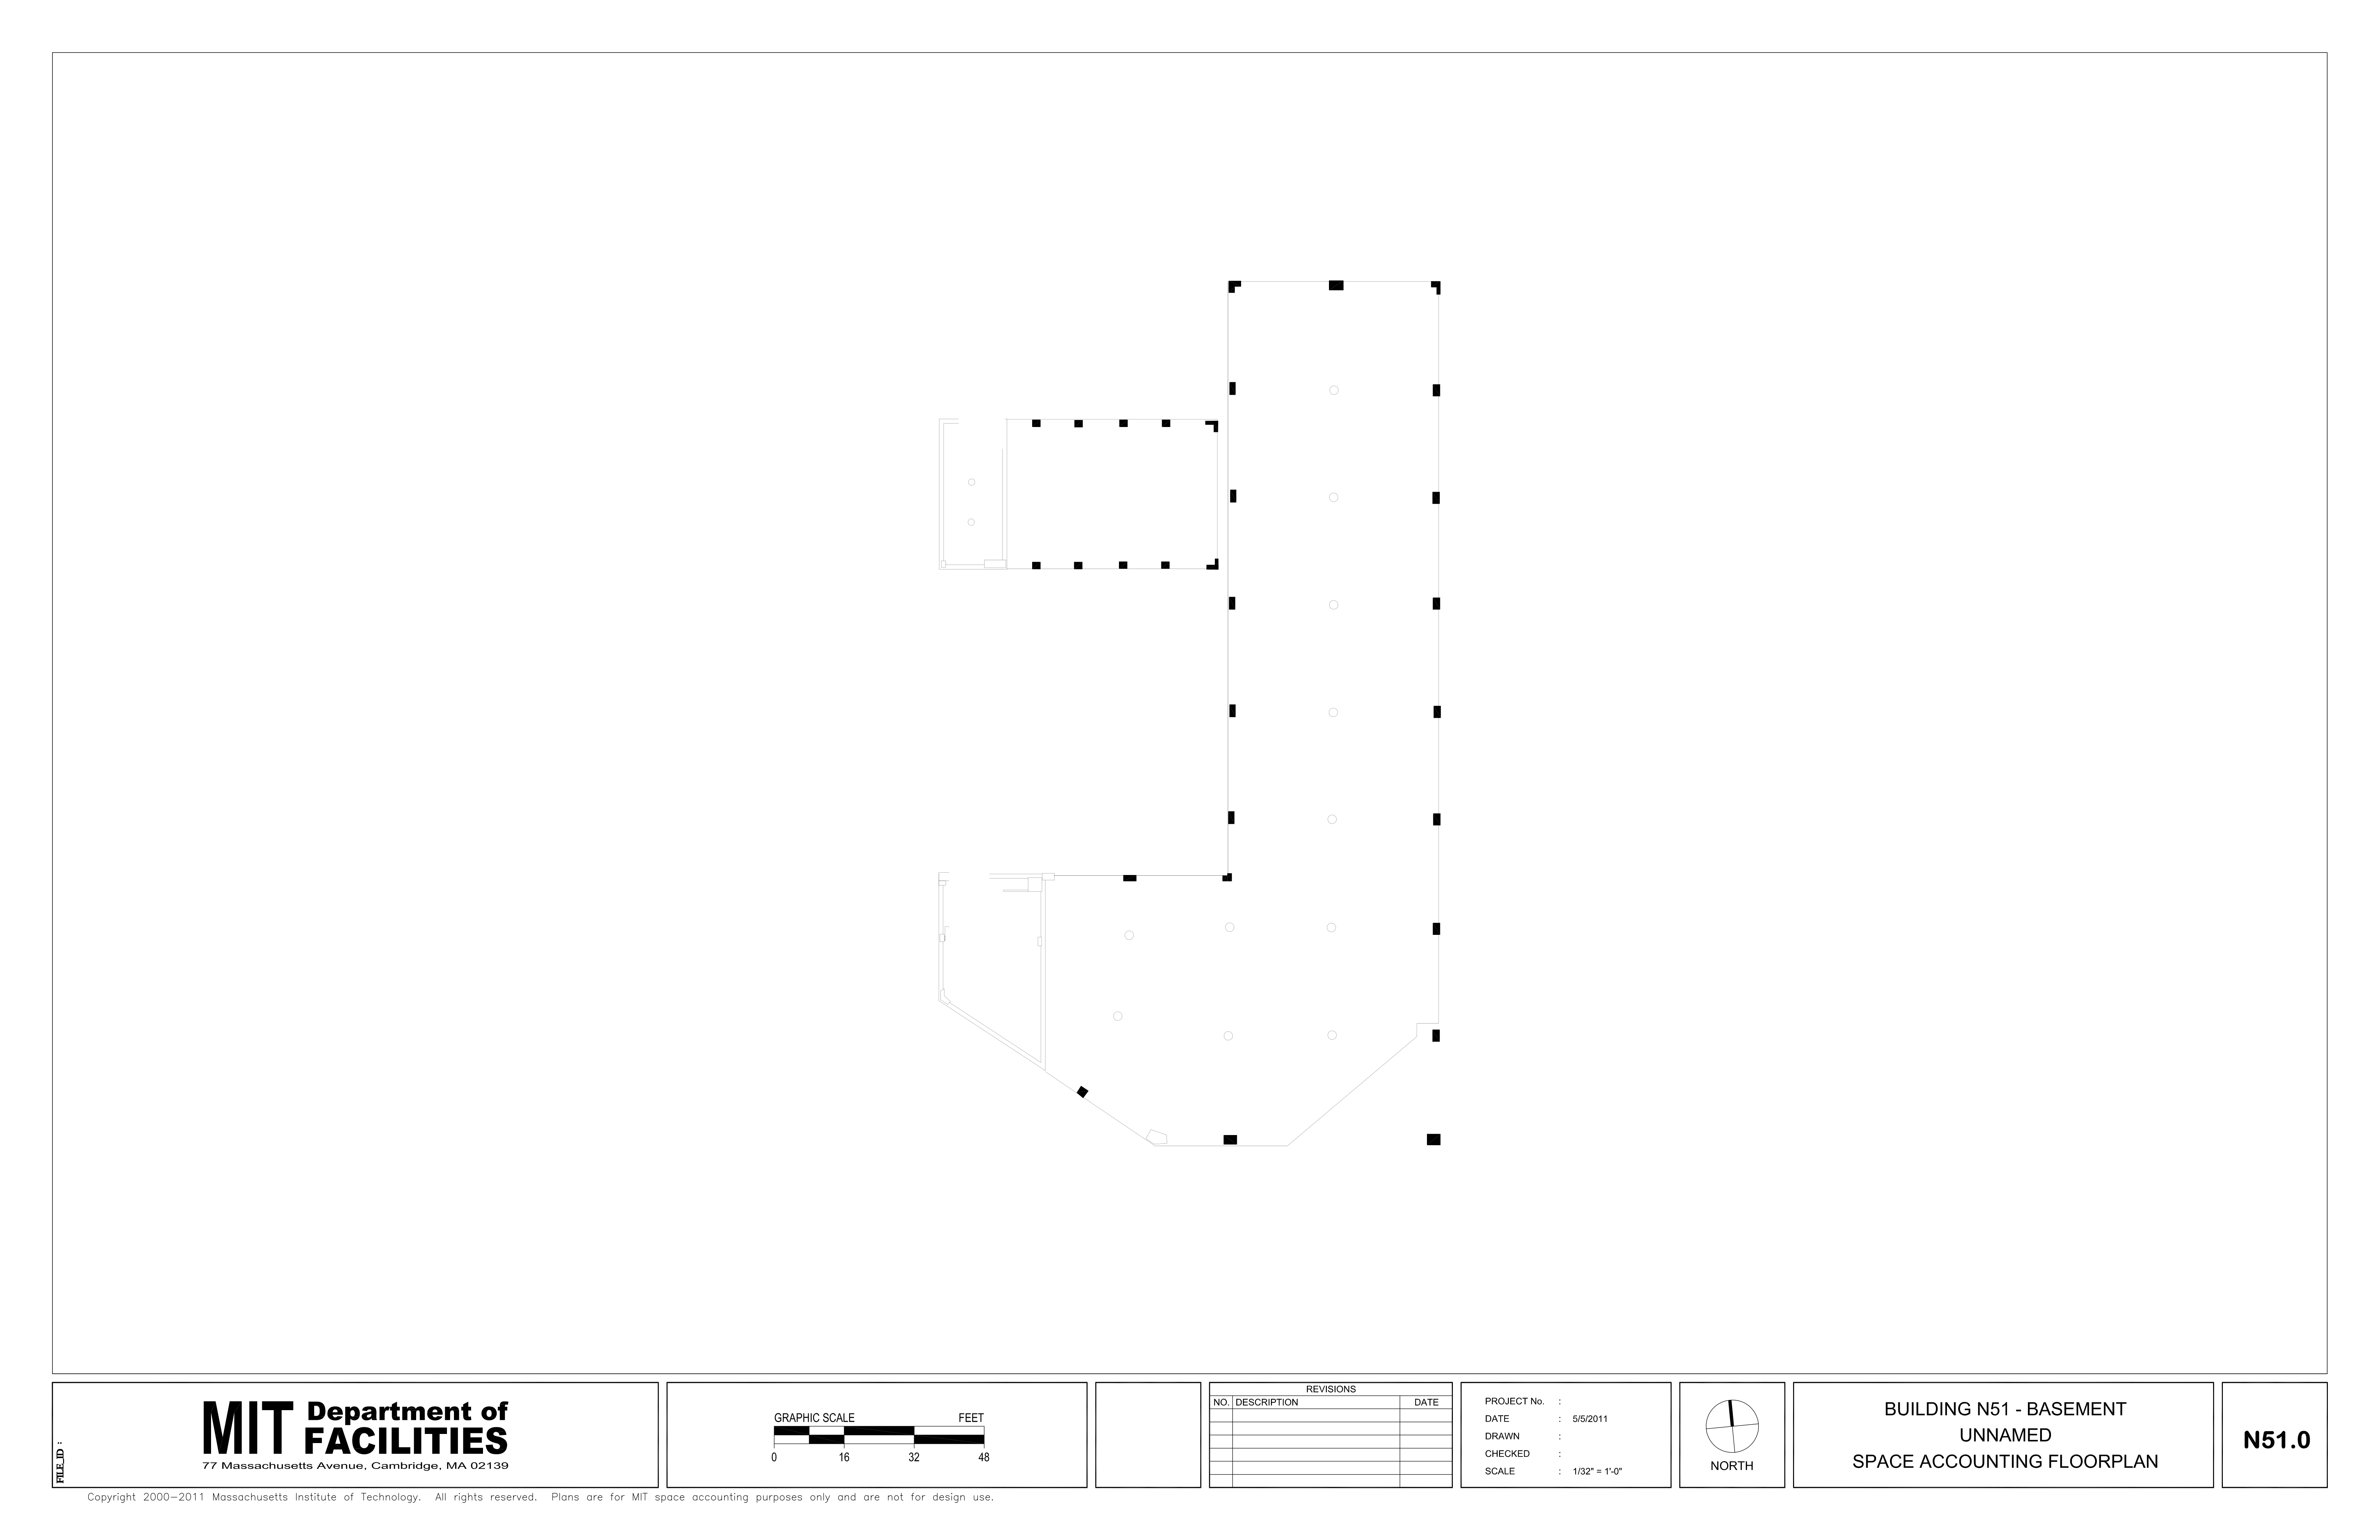 MIT Department of
FACILITIES
77 Massachusetts Avenue, Cambridge, MA 02139
FILE_ID :
GRAPHIC SCALE FEET
0 16 32 48
REVISIONS
NO. DESCRIPTION DATE
PROJECT No. :
DATE : 5/5/2011
DRAWN :
CHECKED :
SCALE : 1/32" = 1'-0"
NORTH
BUILDING N51 - BASEMENT
UNNAMED
SPACE ACCOUNTING FLOORPLAN
N51.0
Copyright 2000-2011 Massachusetts Institute of Technology. All rights reserved. Plans are for MIT space accounting purposes only and are not for design use.